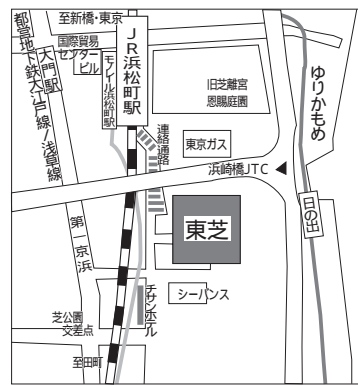 至新橋・東京
都営地下鉄大江戸線/浅草線
大門駅
国際貿易
センター
ビル
モノレール浜松町駅
JR浜松町駅
連絡通路
旧芝離宮
恩賜庭園
東京ガス
ゆりかもめ
浜崎橋JTC
日の出
東芝
第一京浜
シーバンス
チサンホテル
芝公園
交差点
至田町